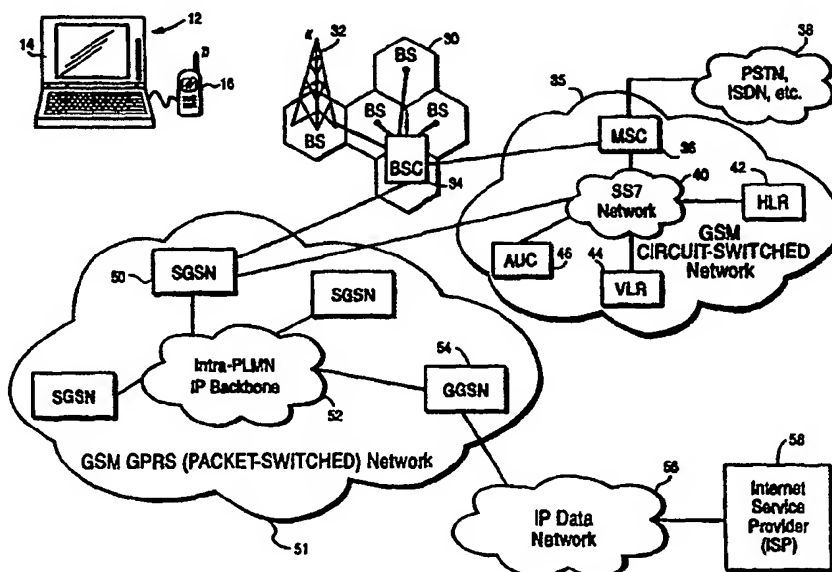 12
14
16
32
30
BS
BS
BS
BS
BSC
34
38
PSTN,
ISDN, etc.
35
MSC
36
40
42
SS7
Network
HLR
GSM
CIRCUIT-SWITCHED
Network
AUC
46
44
VLR
50
SGSN
SGSN
SGSN
Intra-PLMN
IP Backbone
52
54
GGSN
GSM GPRS (PACKET-SWITCHED) Network
51
56
IP Data
Network
58
Internet
Service
Provider
(ISP)